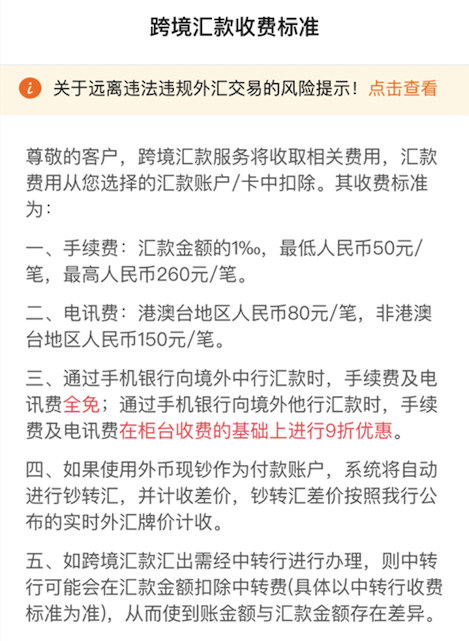 跨境汇款收费标准
关于远离违法违规外汇交易的风险提示！点击查看
尊敬的客户，跨境汇款服务将收取相关费用，汇款
费用从您选择的汇款账户/卡中扣除。其收费标准
为：
一、手续费：汇款金额的1‰，最低人民币50元/
笔，最高人民币260元/笔。
二、电讯费：港澳台地区人民币80元/笔，非港澳
台地区人民币150元/笔。
三、通过手机银行向境外中行汇款时，手续费及电
讯费全免；通过手机银行向境外他行汇款时，手续
费及电讯费在柜台收费的基础上进行9折优惠。
四、如果使用外币现钞作为付款账户，系统将自动
进行钞转汇，并计收差价，钞转汇差价按照我行公
布的实时外汇牌价计收。
五、如跨境汇款汇出需经中转行进行办理，则中转
行可能会在汇款金额扣除中转费(具体以中转行收费
标准为准)，从而使到账金额与汇款金额存在差异。